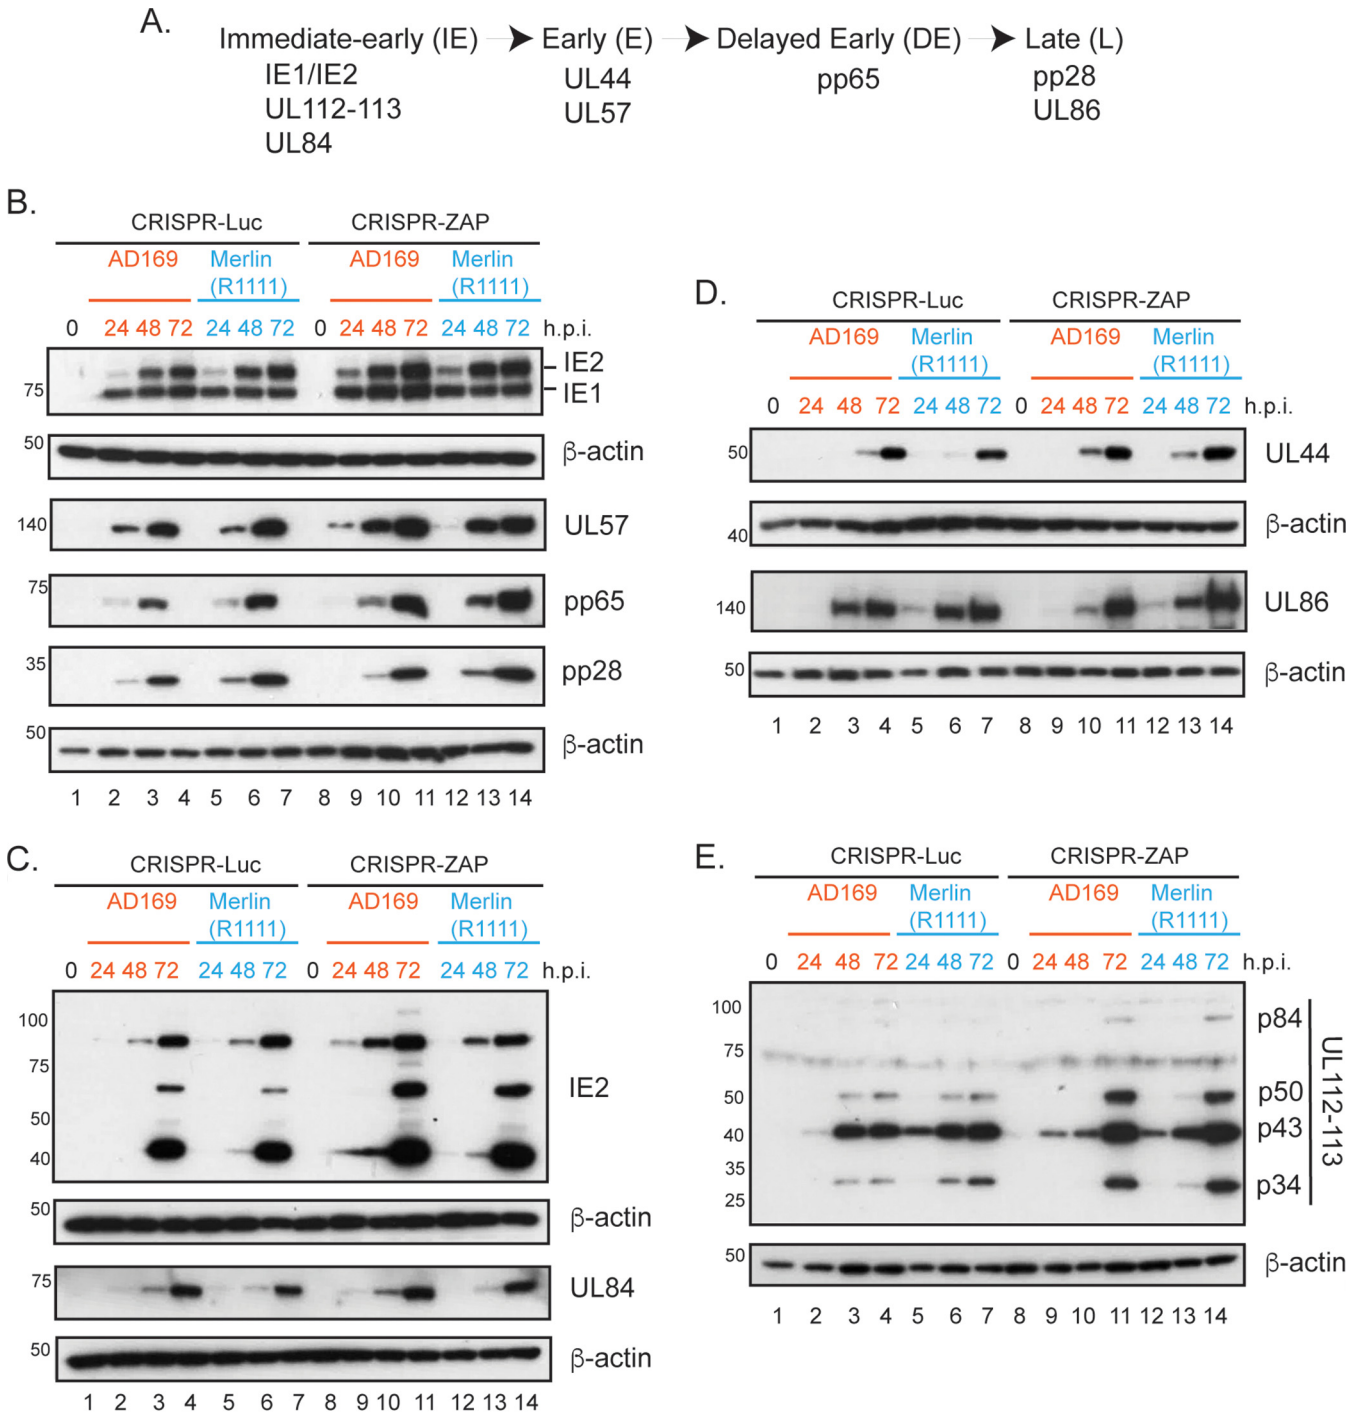 A.
Immediate-early (IE) Early (E) Delayed Early (DE) Late (L)
IE1/IE2 UL44 pp65 pp28
UL112-113 UL57 UL86
UL84
B.
CRISPR-Luc CRISPR-ZAP
AD169 Merlin AD169 Merlin
(R1111) (R1111)
0 24 48 72 24 48 72 0 24 48 72 24 48 72 h.p.i.
IE2
75 IE1
50 β-actin
140 UL57
75 pp65
35 pp28
50 β-actin
1 2 3 4 5 6 7 8 9 10 11 12 13 14
C.
CRISPR-Luc CRISPR-ZAP
AD169 Merlin AD169 Merlin
(R1111) (R1111)
0 24 48 72 24 48 72 0 24 48 72 24 48 72 h.p.i.
100
75
IE2
50
40
50 β-actin
75 UL84
50 β-actin
1 2 3 4 5 6 7 8 9 10 11 12 13 14
D.
CRISPR-Luc CRISPR-ZAP
AD169 Merlin AD169 Merlin
(R1111) (R1111)
0 24 48 72 24 48 72 0 24 48 72 24 48 72 h.p.i.
50 UL44
40 β-actin
140 UL86
50 β-actin
1 2 3 4 5 6 7 8 9 10 11 12 13 14
E.
CRISPR-Luc CRISPR-ZAP
AD169 Merlin AD169 Merlin
(R1111) (R1111)
0 24 48 72 24 48 72 0 24 48 72 24 48 72 h.p.i.
100 p84
75
50 p50
40 p43
35
p34
25
UL112-113
50 β-actin
1 2 3 4 5 6 7 8 9 10 11 12 13 14